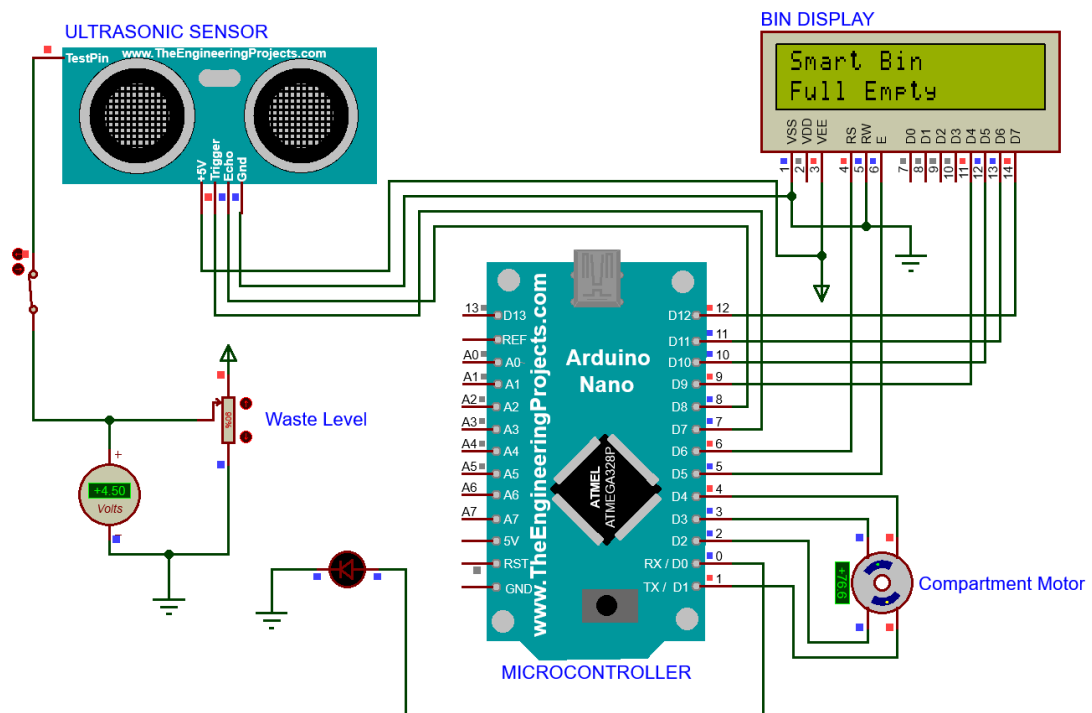 ULTRASONIC SENSOR
TestPin
www.TheEngineeringProjects.com
+5V
Trigger
Echo
Gnd
BIN DISPLAY
Smart Bin
Full Empty
VSS
VDD
VEE
RS
RW
E
D0
D1
D2
D3
D4
D5
D6
D7
1
2
3
4
5
6
7
8
9
10
11
12
13
14
Waste Level
%06
+
+4.50
Volts
-
www.TheEngineeringProjects.com
Arduino
Nano
ATMEL
ATMEGA328P
13 D13
REF
A0 A0
A1 A1
A2 A2
A3 A3
A4 A4
A5 A5
A6 A6
A7 A7
5V 5V
RST
GND
D12 12
D11 11
D10 10
D9 9
D8 8
D7 7
D6 6
D5 5
D4 4
D3 3
D2 2
RX / D0 0
TX / D1 1
MICROCONTROLLER
+76.6
Compartment Motor